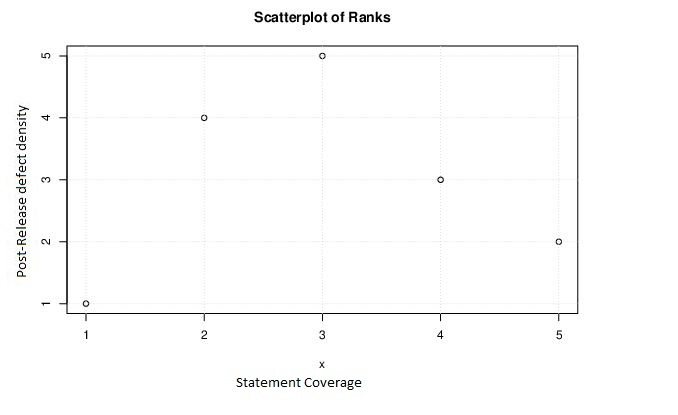 Scatterplot of Ranks
Post-Release defect density
5
4
3
2
1
1 2 3 4 5
x
Statement Coverage